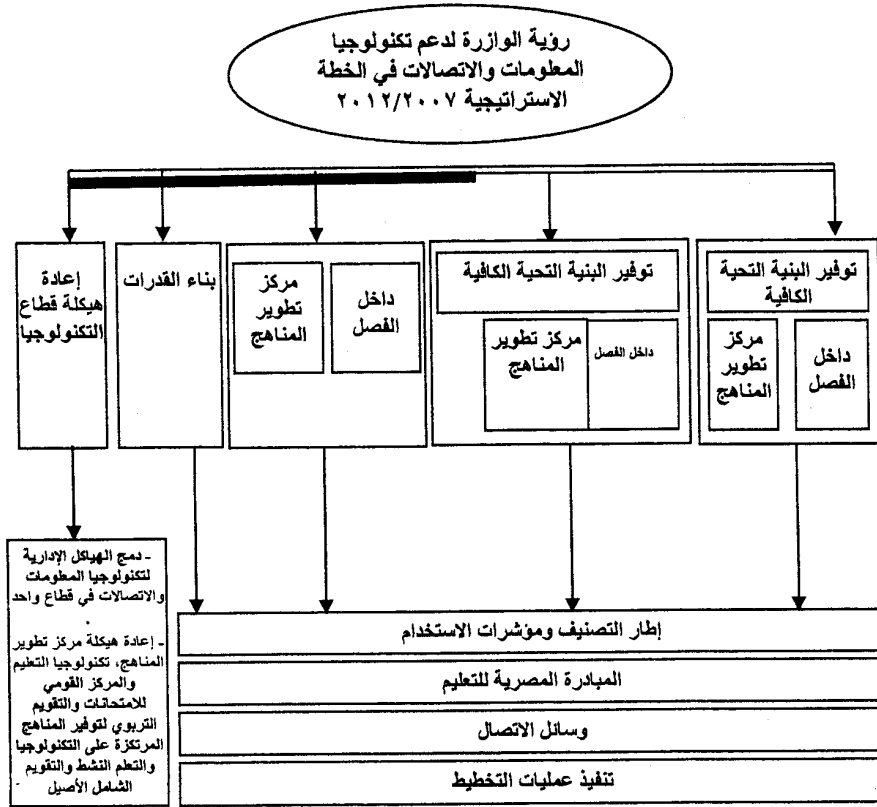 رؤية الوازرة لدعم تكنولوجيا
المعلومات والاتصالات في الخطة
الاستراتيجية ٢٠١٢/٢٠٠٧
توفير البنية التحية
الكافية
داخل
الفصل
مركز
تطوير
المناهج
توفير البنية التحية الكافية
داخل الفصل
مركز تطوير
المناهج
داخل
الفصل
مركز
تطوير
المناهج
بناء القدرات
إعادة
هيكلة قطاع
التكنولوجيا
إطار التصنيف ومؤشرات الاستخدام
المبادرة المصرية للتعليم
وسائل الاتصال
تنفيذ عمليات التخطيط
- دمج الهياكل الإدارية
لتكنولوجيا المعلومات
والاتصالات في قطاع واحد
.
- إعادة هيكلة مركز تطوير
المناهج، تكنولوجيا التعليم
والمركز القومي
للامتحانات والتقويم
التربوي لتوفير المناهج
المرتكزة على التكنولوجيا
والتعلم النشط والتقويم
الشامل الأصيل